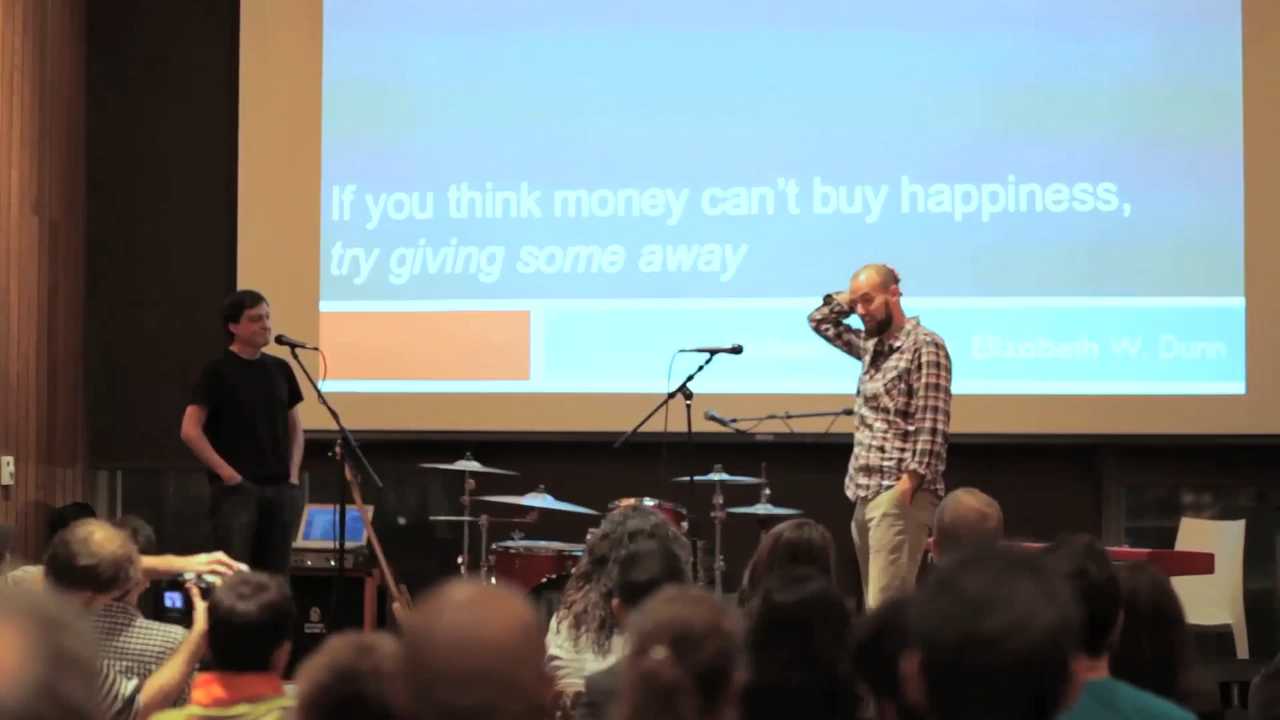 If you think money can't buy happiness,
try giving some away
Elizabeth W. Dunn